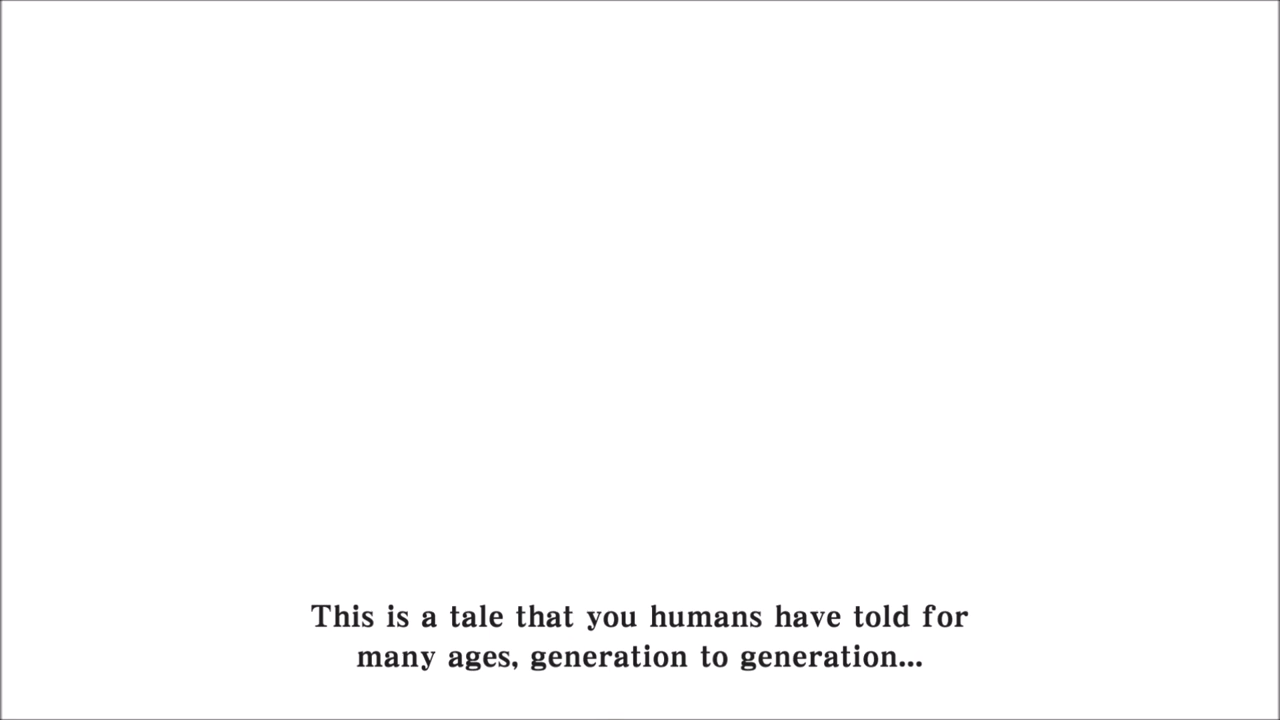 This is a tale that you humans have told for
many ages, generation to generation...